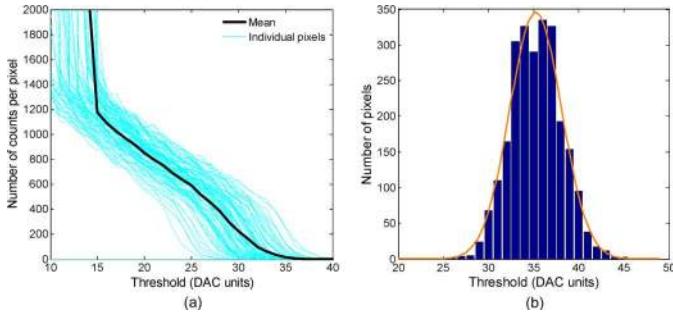 2000
1800
1600
1400
1200
1000
800
600
400
200
0
Number of counts per pixel
Mean
Individual pixels
10 15 20 25 30 35 40
Threshold (DAC units)
(a)
350
300
250
200
150
100
50
0
Number of pixels
20 25 30 35 40 45 50
Threshold (DAC units)
(b)